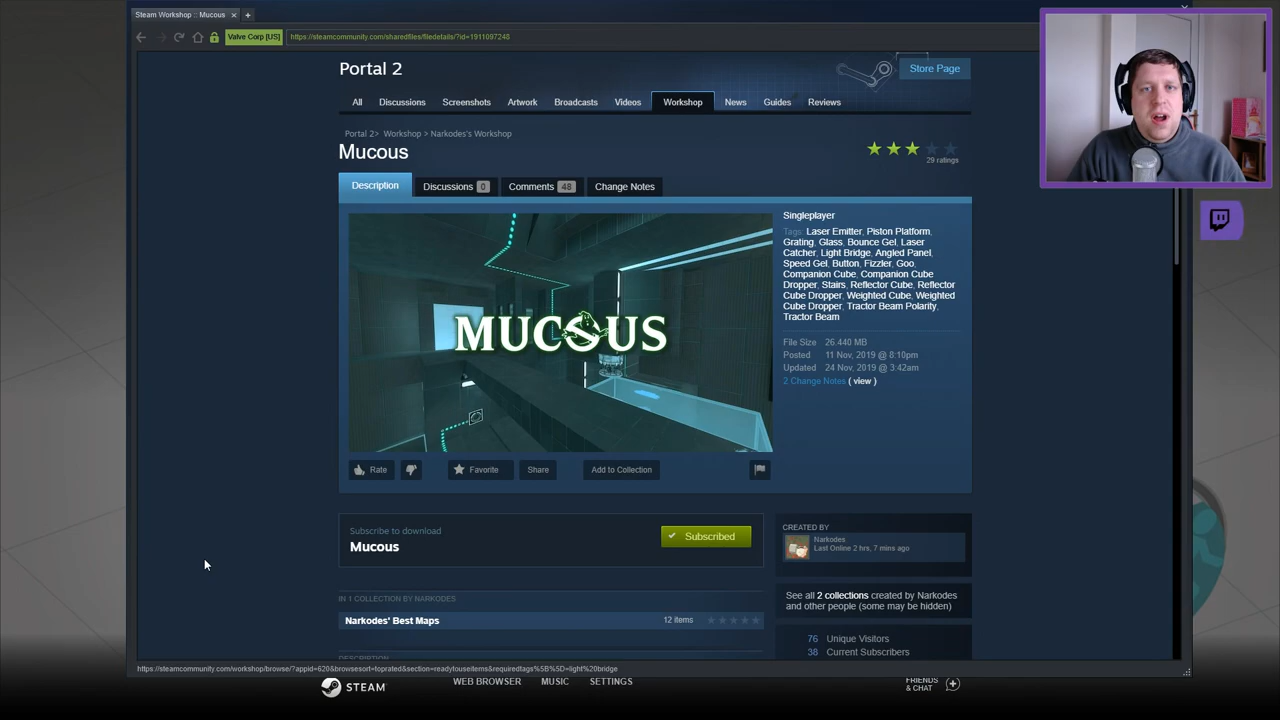 Steam Workshop :: Mucous
Valve Corp [US]
https://steamcommunity.com/sharedfiles/filedetails/?id=1911097248
Portal 2
Store Page
All Discussions Screenshots Artwork Broadcasts Videos Workshop News Guides Reviews
Portal 2> Workshop > Narkodes's Workshop
Mucous
29 ratings
Description Discussions 0 Comments 48 Change Notes
MUCOUS
Singleplayer
Tags: Laser Emitter, Piston Platform,
Grating, Glass, Bounce Gel, Laser
Catcher, Light Bridge, Angled Panel,
Speed Gel, Button, Fizzler, Goo,
Companion Cube, Companion Cube
Dropper, Stairs, Reflector Cube, Reflector
Cube Dropper, Weighted Cube, Weighted
Cube Dropper, Tractor Beam Polarity,
Tractor Beam
File Size 26.440 MB
Posted 11 Nov, 2019 @ 8:10pm
Updated 24 Nov, 2019 @ 3:42am
2 Change Notes ( view )
Rate Favorite Share Add to Collection
Subscribe to download
Mucous
Subscribed
CREATED BY
Narkodes
Last Online 2 hrs, 7 mins ago
IN 1 COLLECTION BY NARKODES
Narkodes' Best Maps 12 items
See all 2 collections created by Narkodes
and other people (some may be hidden)
76 Unique Visitors
38 Current Subscribers
DESCRIPTION
https://steamcommunity.com/workshop/browse/?appid=620&browsesort=toprated&section=readytouseitems&requiredtags%5B%5D=light%20bridge
STEAM
WEB BROWSER MUSIC SETTINGS
FRIENDS
& CHAT